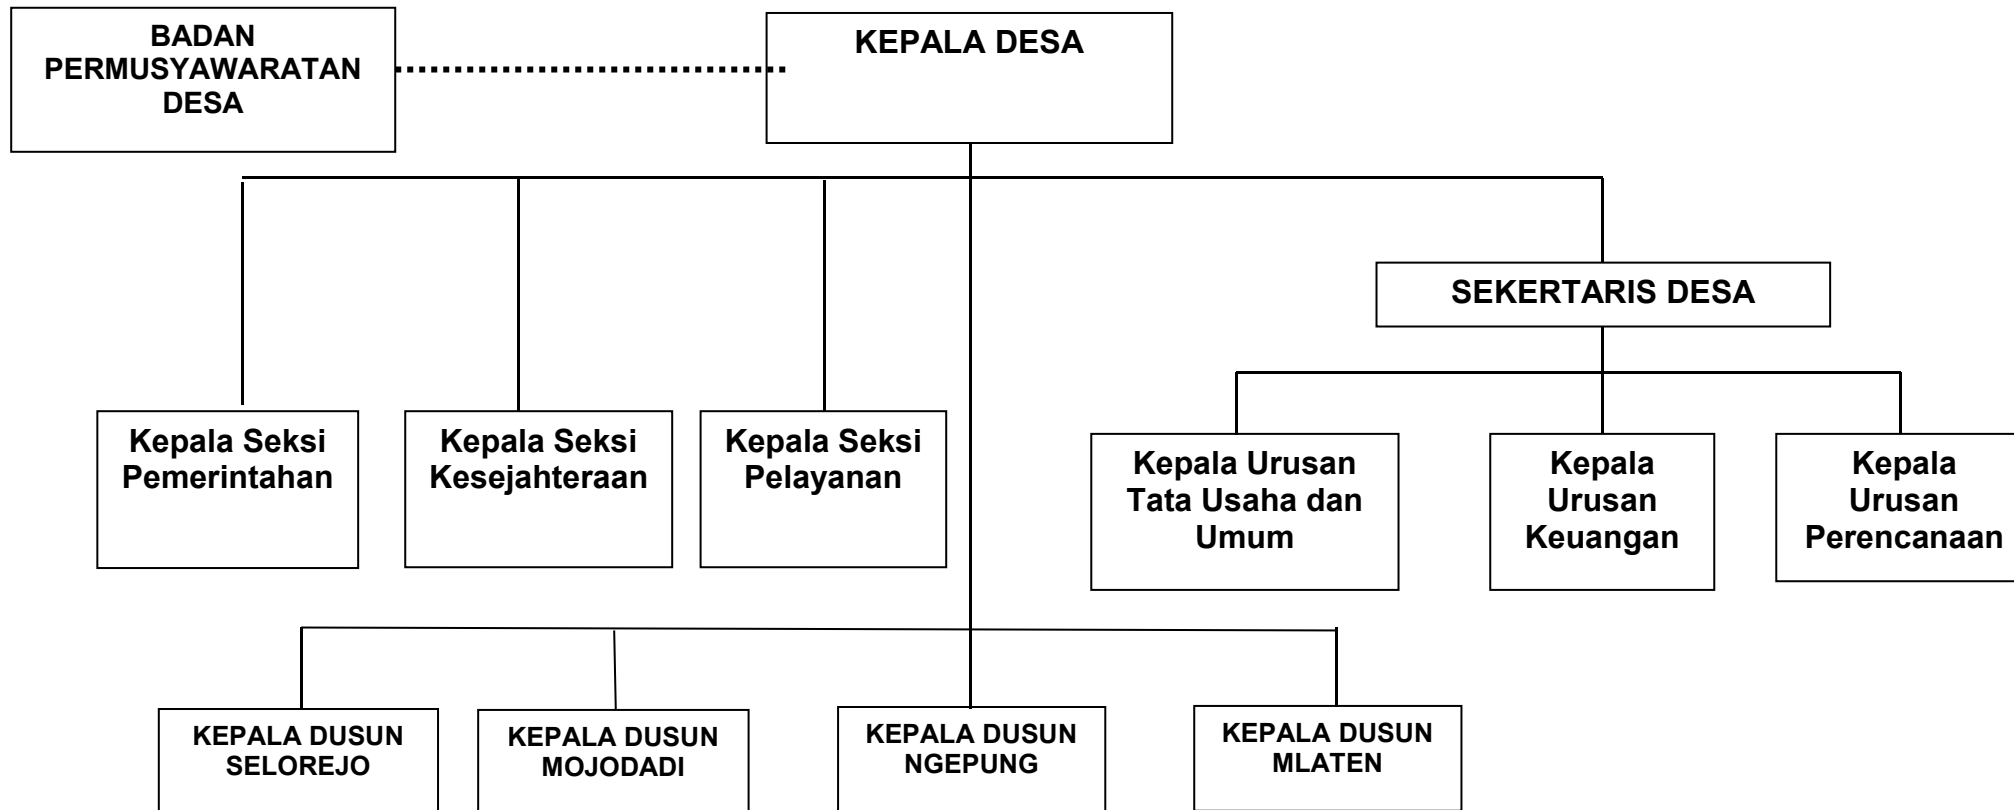 BADAN
PERMUSYAWARATAN
DESA
KEPALA DESA
SEKERTARIS DESA
Kepala Seksi
Pemerintahan
Kepala Seksi
Kesejahteraan
Kepala Seksi
Pelayanan
Kepala Urusan
Tata Usaha dan
Umum
Kepala
Urusan
Keuangan
Kepala
Urusan
Perencanaan
KEPALA DUSUN
SELOREJO
KEPALA DUSUN
MOJODADI
KEPALA DUSUN
NGEPUNG
KEPALA DUSUN
MLATEN